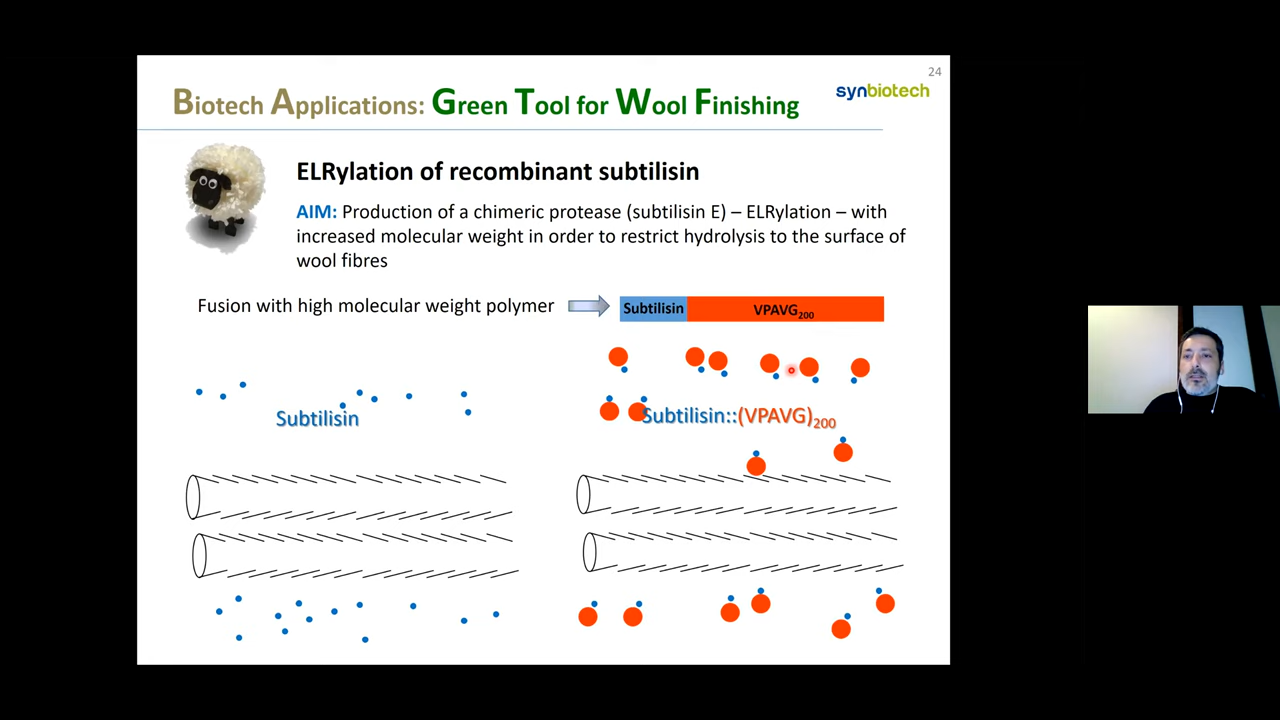 24
Biotech Applications: Green Tool for Wool Finishing
synbiotech
ELRylation of recombinant subtilisin
AIM: Production of a chimeric protease (subtilisin E) – ELRylation – with
increased molecular weight in order to restrict hydrolysis to the surface of
wool fibres
Fusion with high molecular weight polymer
Subtilisin
VPAVG200
Subtilisin
Subtilisin::(VPAVG)200